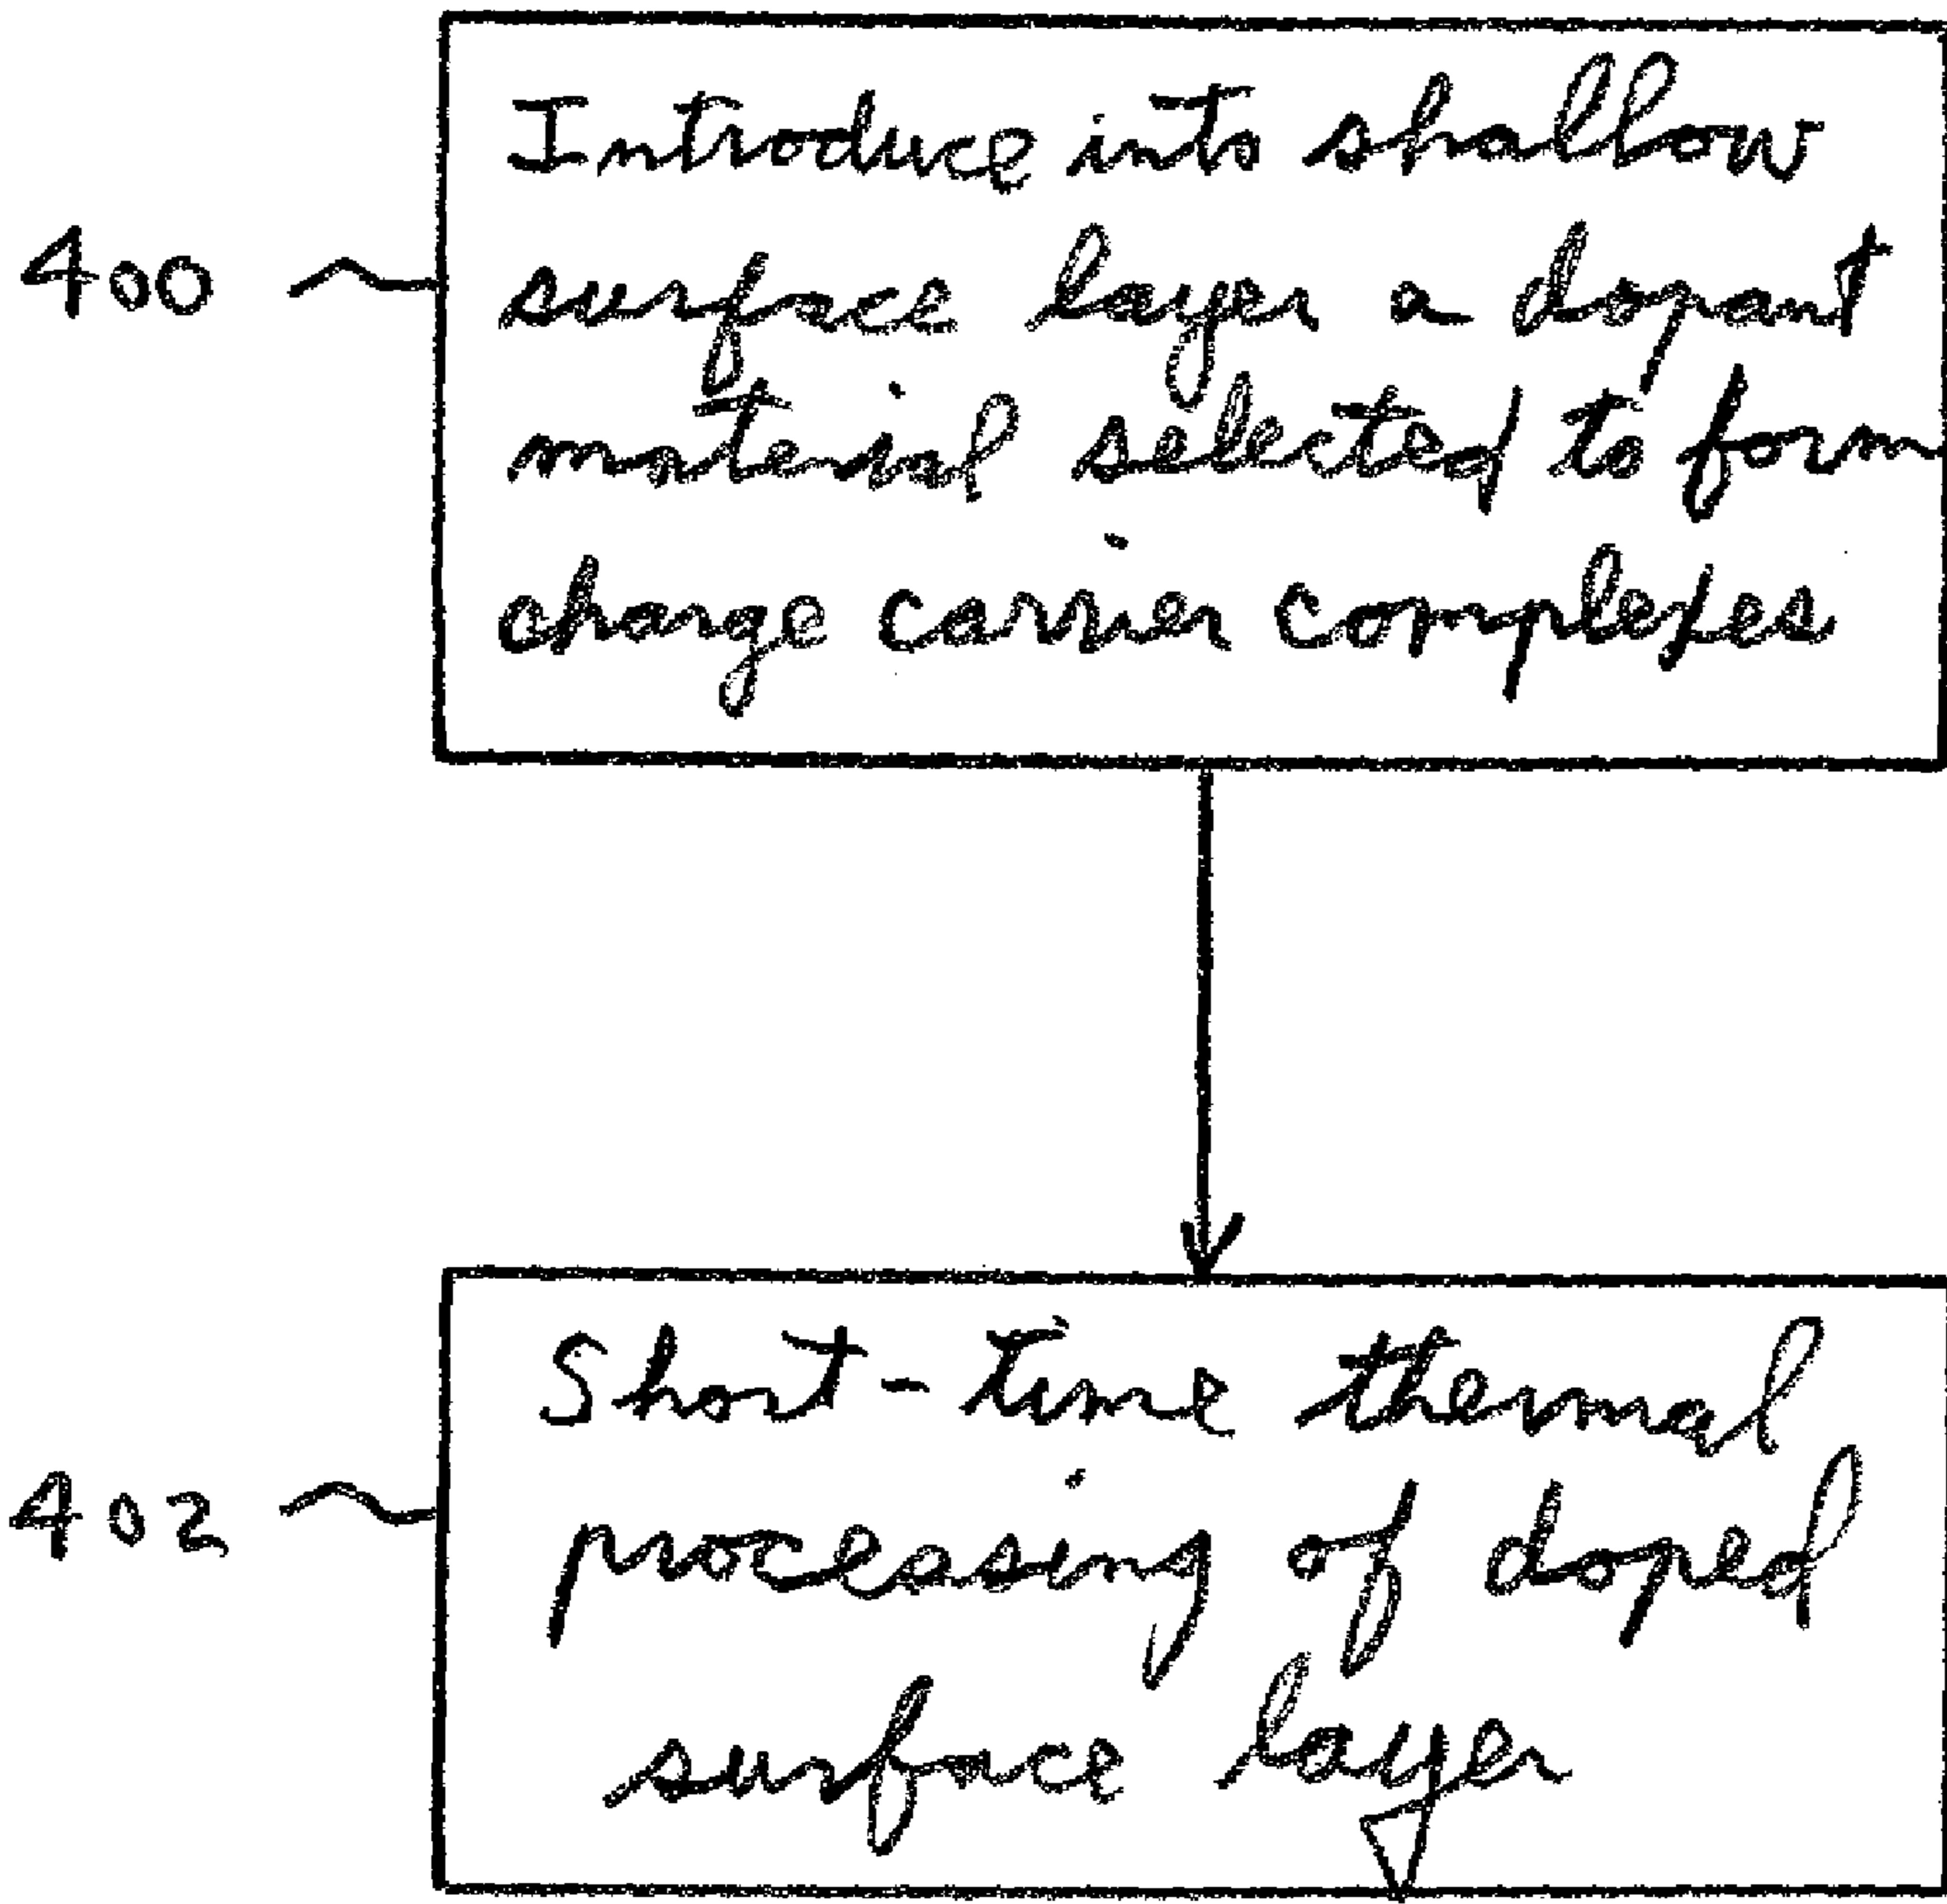 400
Introduce into shallow
surface layer a dopant
material selected to form
charge carrier complexes
402
Short-time thermal
processing of doped
surface layer